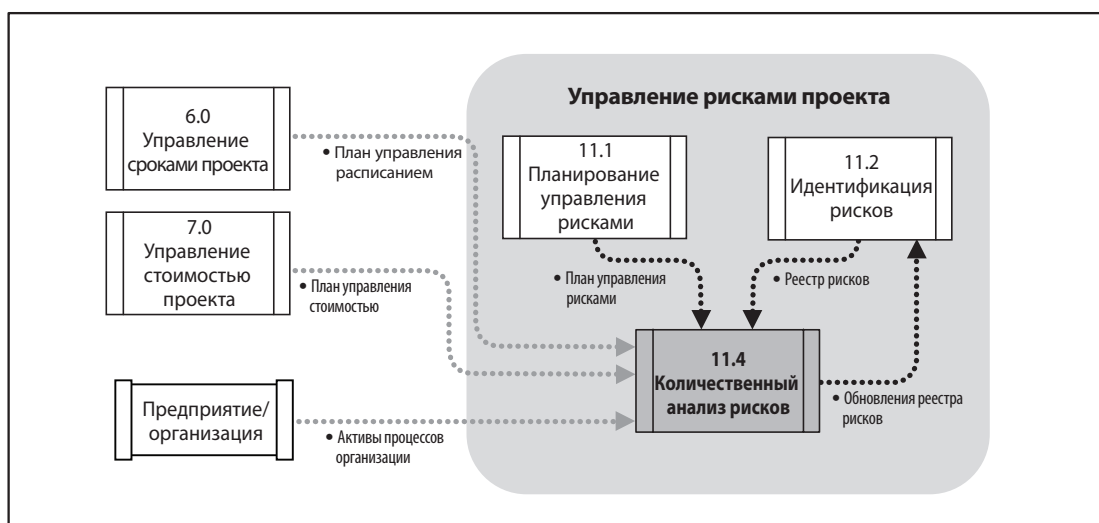 Управление рисками проекта
6.0
Управление
сроками проекта
• План управления
расписанием
11.1
Планирование
управления
рисками
11.2
Идентификация
рисков
7.0
Управление
стоимостью
проекта
• План управления
стоимостью
• План управления
рисками
• Реестр рисков
11.4
Количественный
анализ рисков
• Обновления реестра
рисков
Предприятие/
организация
• Активы процессов
организации